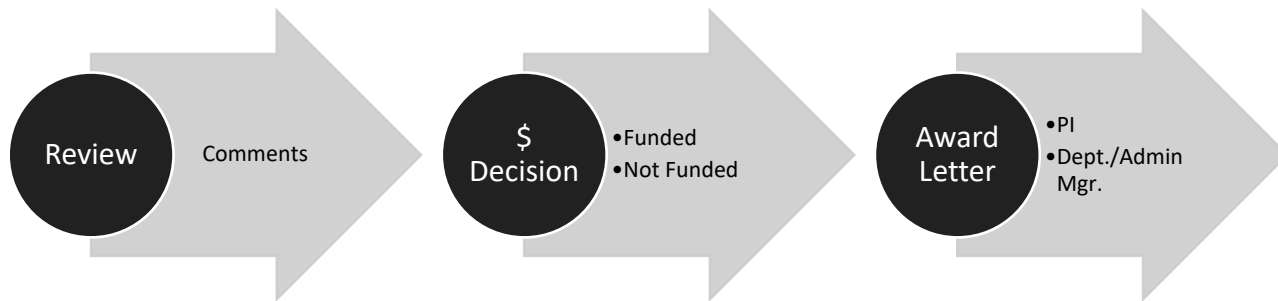 Review
Comments
$
Decision
•Funded
•Not Funded
Award
Letter
•PI
•Dept./Admin
Mgr.